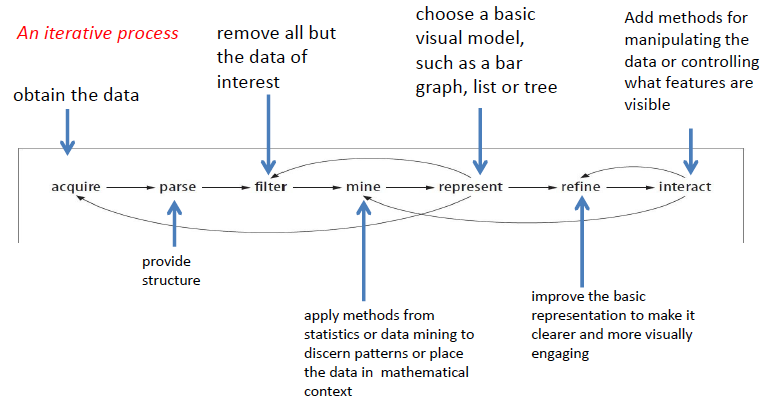 An iterative process
remove all but
the data of
interest
choose a basic
visual model,
such as a bar
graph, list or tree
Add methods for
manipulating the
data or controlling
what features are
visible
obtain the data
acquire parse filter mine represent refine interact
provide
structure
apply methods from
statistics or data mining to
discern patterns or place
the data in mathematical
context
improve the basic
representation to make it
clearer and more visually
engaging